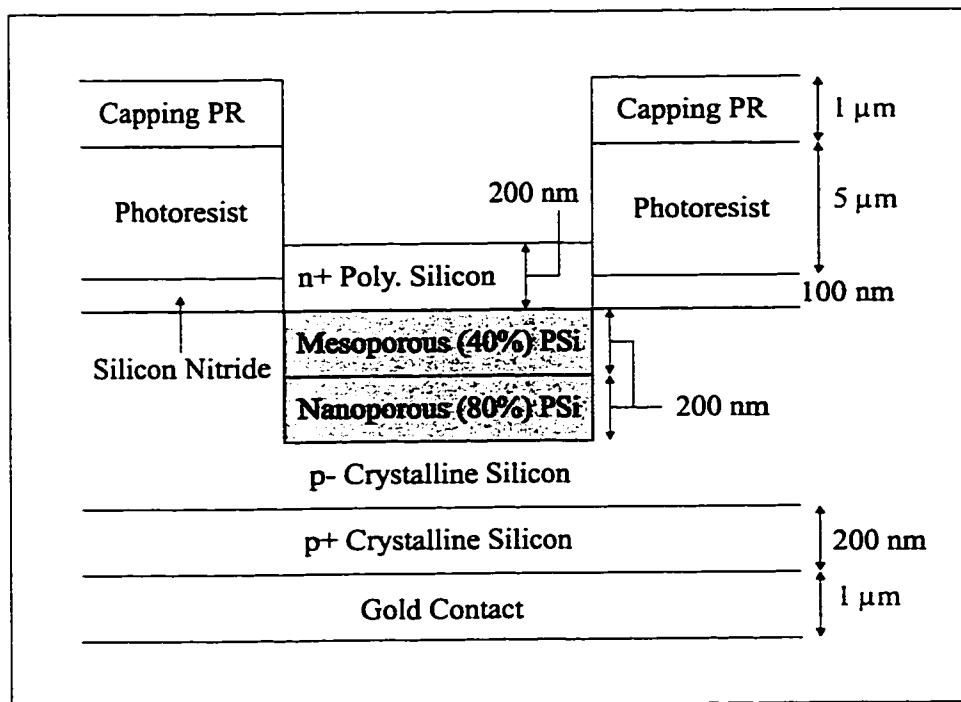 Capping PR
Capping PR
1 µm
200 nm
Photoresist
Photoresist
5 µm
n+ Poly. Silicon
100 nm
Mesoporous (40%) PSi
Silicon Nitride
Nanoporous (80%) PSi
200 nm
p- Crystalline Silicon
p+ Crystalline Silicon
200 nm
Gold Contact
1 µm